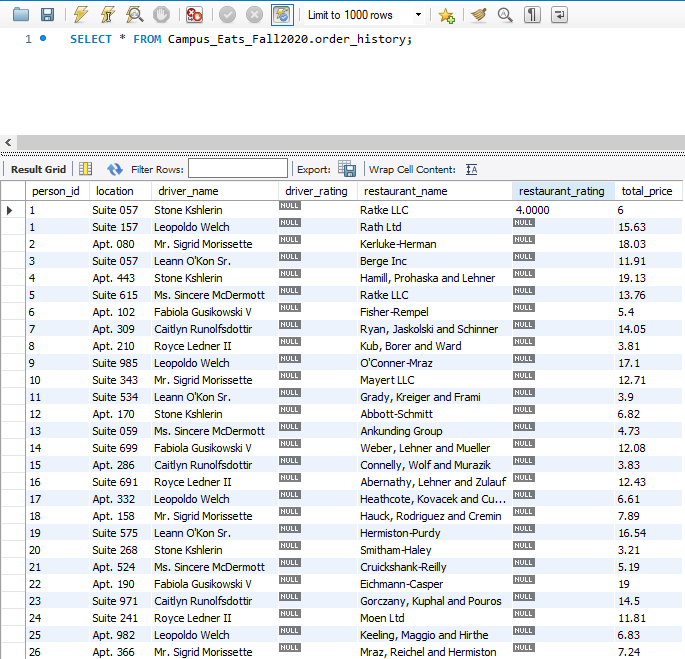 Limit to 1000 rows
1 SELECT * FROM Campus_Eats_Fall2020.order_history;
Result Grid Filter Rows: Export: Wrap Cell Content:
person_id location driver_name driver_rating restaurant_name restaurant_rating total_price
1 Suite 057 Stone Kshlerin NULL Ratke LLC 4.0000 6
1 Suite 157 Leopoldo Welch NULL Rath Ltd NULL 15.63
2 Apt. 080 Mr. Sigrid Morissette NULL Kerluke-Herman NULL 18.03
3 Suite 057 Leann O'Kon Sr. NULL Berge Inc NULL 11.91
4 Apt. 443 Stone Kshlerin NULL Hamill, Prohaska and Lehner NULL 19.13
5 Suite 615 Ms. Sincere McDermott NULL Ratke LLC NULL 13.76
6 Apt. 102 Fabiola Gusikowski V NULL Fisher-Rempel NULL 5.4
7 Apt. 309 Caitlyn Runolfsdottir NULL Ryan, Jaskolski and Schinner NULL 14.05
8 Apt. 210 Royce Ledner II NULL Kub, Borer and Ward NULL 3.81
9 Suite 985 Leopoldo Welch NULL O'Conner-Mraz NULL 17.1
10 Suite 343 Mr. Sigrid Morissette NULL Mayert LLC NULL 12.71
11 Suite 534 Leann O'Kon Sr. NULL Grady, Kreiger and Frami NULL 3.9
12 Apt. 170 Stone Kshlerin NULL Abbott-Schmitt NULL 6.82
13 Suite 059 Ms. Sincere McDermott NULL Ankunding Group NULL 4.73
14 Suite 699 Fabiola Gusikowski V NULL Weber, Lehner and Mueller NULL 12.08
15 Apt. 286 Caitlyn Runolfsdottir NULL Connelly, Wolf and Murazik NULL 3.83
16 Suite 691 Royce Ledner II NULL Abernathy, Lehner and Zulauf NULL 12.43
17 Apt. 332 Leopoldo Welch NULL Heathcote, Kovacek and Cu... NULL 6.61
18 Apt. 158 Mr. Sigrid Morissette NULL Hauck, Rodriguez and Cremin NULL 7.89
19 Suite 575 Leann O'Kon Sr. NULL Hermiston-Purdy NULL 16.54
20 Suite 268 Stone Kshlerin NULL Smitham-Haley NULL 3.21
21 Apt. 524 Ms. Sincere McDermott NULL Cruickshank-Reilly NULL 5.19
22 Apt. 190 Fabiola Gusikowski V NULL Eichmann-Casper NULL 19
23 Suite 971 Caitlyn Runolfsdottir NULL Gorczany, Kuphal and Pouros NULL 14.5
24 Suite 241 Royce Ledner II NULL Moen Ltd NULL 11.81
25 Apt. 982 Leopoldo Welch NULL Keeling, Maggio and Hirthe NULL 6.83
26 Apt. 366 Mr. Sigrid Morissette NULL Mraz, Reichel and Hermiston NULL 7.24